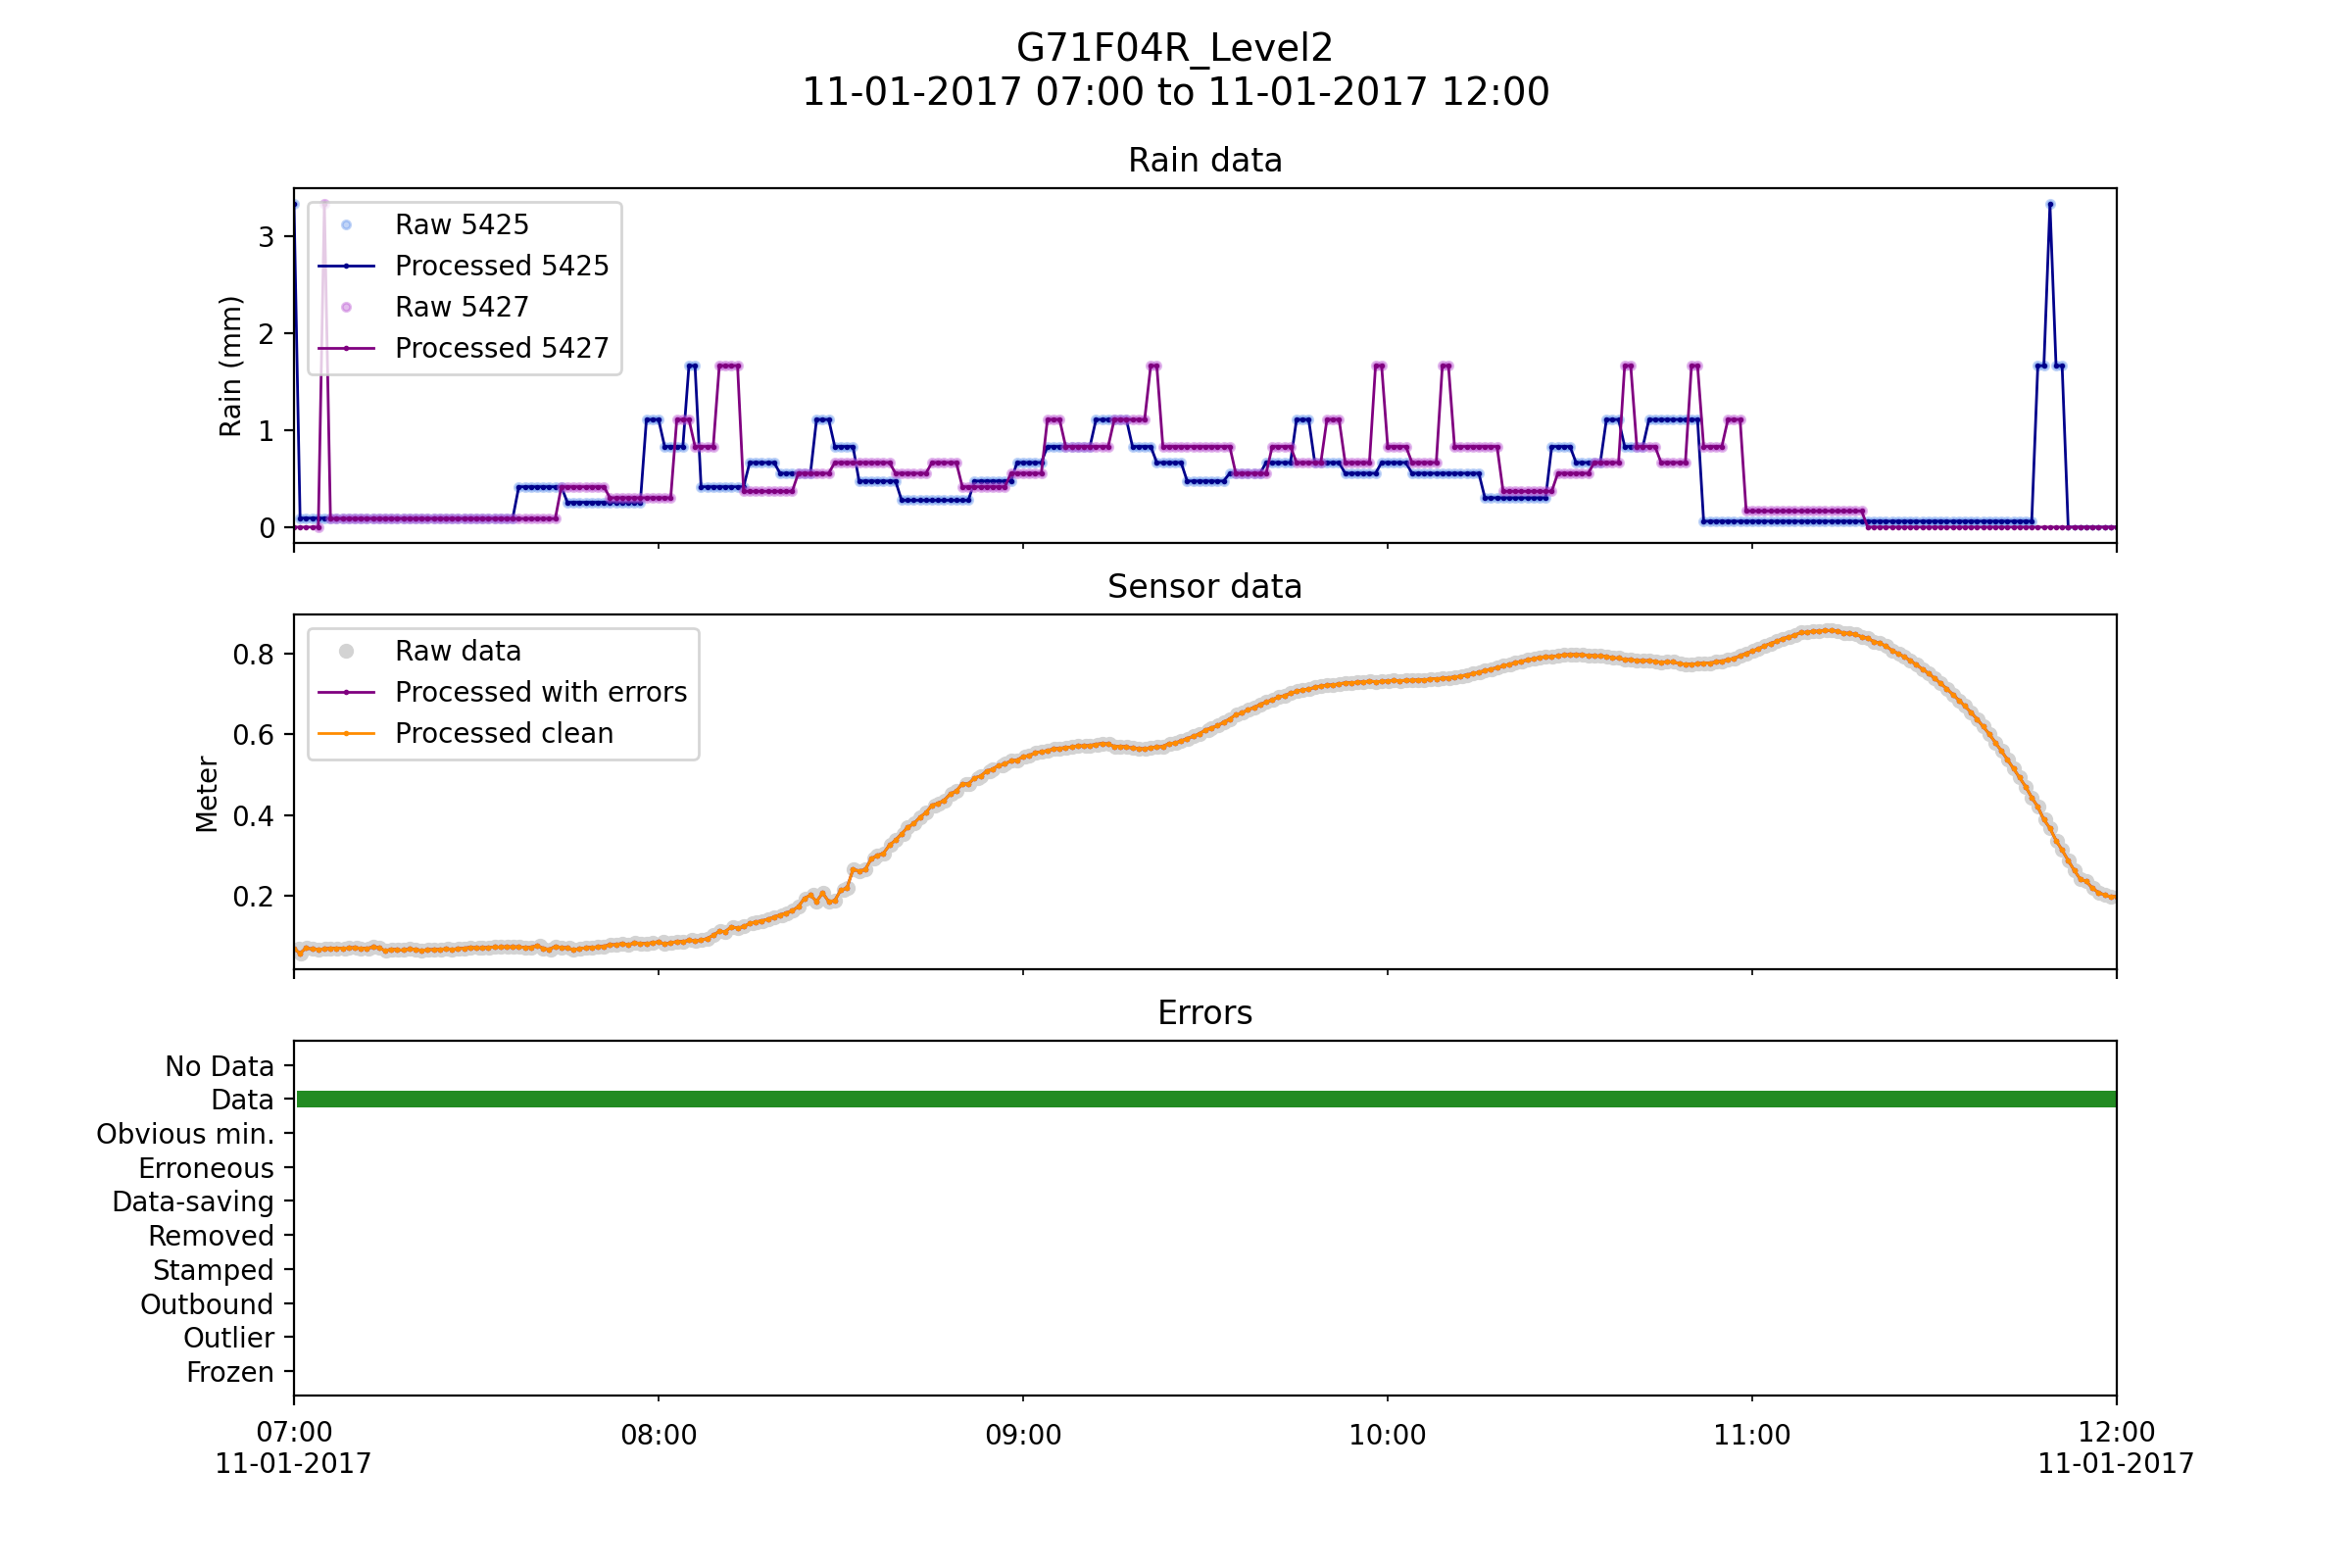 G71F04R_Level2
11-01-2017 07:00 to 11-01-2017 12:00
Rain data
Rain (mm)
3
2
1
0
Raw 5425
Processed 5425
Raw 5427
Processed 5427
Sensor data
Meter
0.8
0.6
0.4
0.2
Raw data
Processed with errors
Processed clean
Errors
No Data
Data
Obvious min.
Erroneous
Data-saving
Removed
Stamped
Outbound
Outlier
Frozen
07:00
11-01-2017
08:00
09:00
10:00
11:00
12:00
11-01-2017